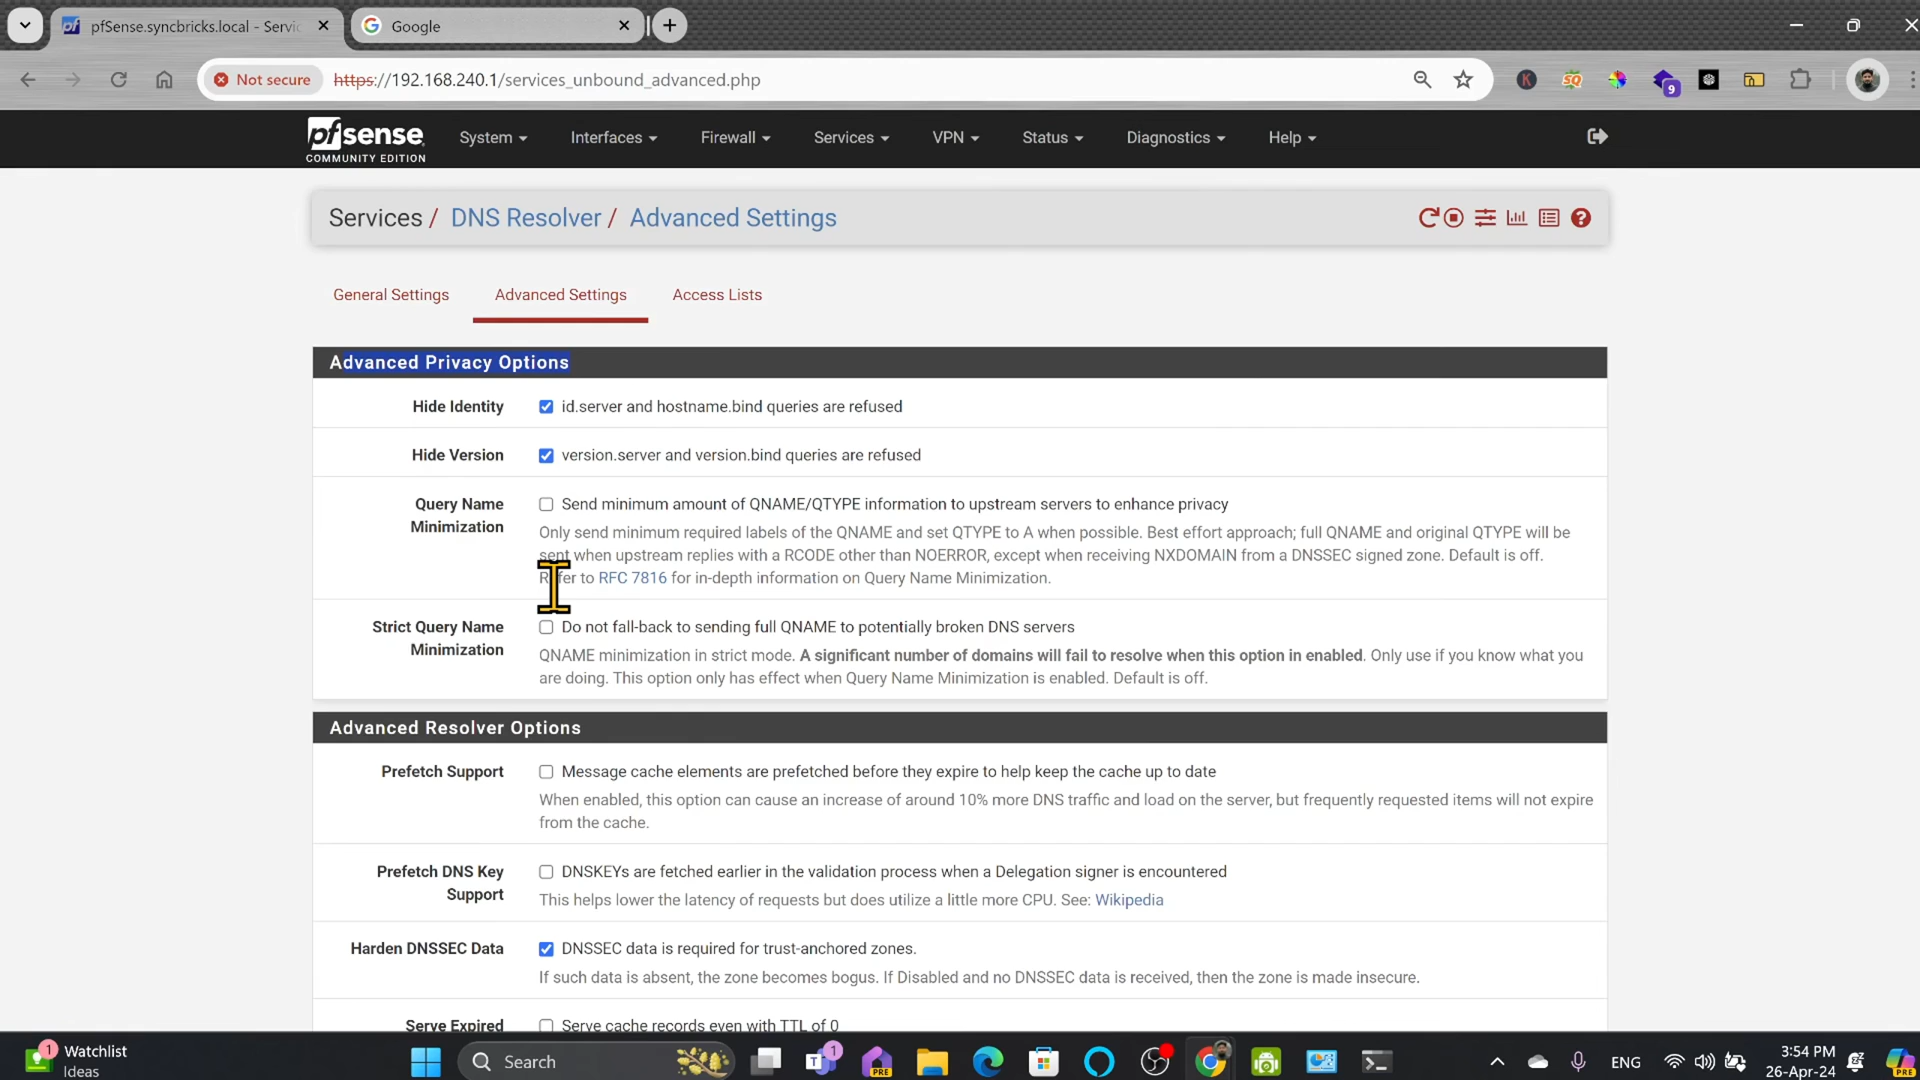 pfSense.syncbricks.local - Servic
Google
Not secure
https://192.168.240.1/services_unbound_advanced.php
K
SQ
9
pfsense
COMMUNITY EDITION
System
Interfaces
Firewall
Services
VPN
Status
Diagnostics
Help
Services / DNS Resolver / Advanced Settings
General Settings
Advanced Settings
Access Lists
Advanced Privacy Options
Hide Identity
id.server and hostname.bind queries are refused
Hide Version
version.server and version.bind queries are refused
Query Name
Minimization
Send minimum amount of QNAME/QTYPE information to upstream servers to enhance privacy
Only send minimum required labels of the QNAME and set QTYPE to A when possible. Best effort approach; full QNAME and original QTYPE will be
sent when upstream replies with a RCODE other than NOERROR, except when receiving NXDOMAIN from a DNSSEC signed zone. Default is off.
Refer to RFC 7816 for in-depth information on Query Name Minimization.
Strict Query Name
Minimization
Do not fall-back to sending full QNAME to potentially broken DNS servers
QNAME minimization in strict mode. A significant number of domains will fail to resolve when this option in enabled. Only use if you know what you
are doing. This option only has effect when Query Name Minimization is enabled. Default is off.
Advanced Resolver Options
Prefetch Support
Message cache elements are prefetched before they expire to help keep the cache up to date
When enabled, this option can cause an increase of around 10% more DNS traffic and load on the server, but frequently requested items will not expire
from the cache.
Prefetch DNS Key
Support
DNSKEYs are fetched earlier in the validation process when a Delegation signer is encountered
This helps lower the latency of requests but does utilize a little more CPU. See: Wikipedia
Harden DNSSEC Data
DNSSEC data is required for trust-anchored zones.
If such data is absent, the zone becomes bogus. If Disabled and no DNSSEC data is received, then the zone is made insecure.
Serve Expired
Serve cache records even with TTL of 0
1
Watchlist
Ideas
Search
1
PRE
ENG
3:54 PM
26-Apr-24
PRE